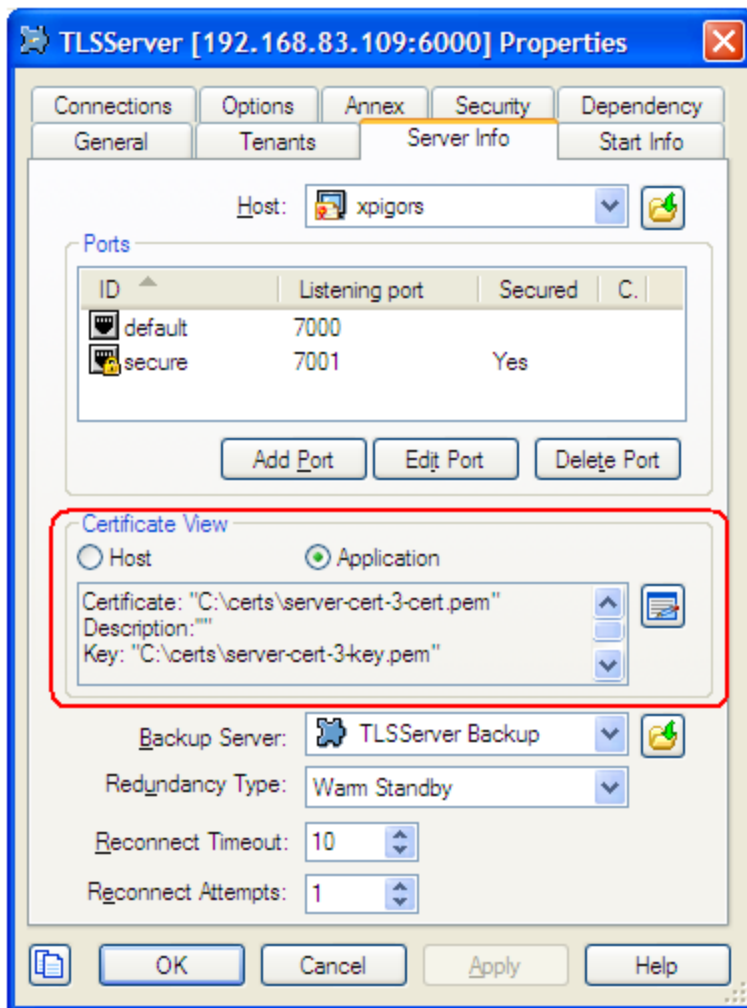 TLSServer [192.168.83.109:6000] Properties
Connections Options Annex Security Dependency
General Tenants Server Info Start Info
Host: xpigors
Ports
ID Listening port Secured C.
default 7000
secure 7001 Yes
Add Port Edit Port Delete Port
Certificate View
Host Application
Certificate: "C:\certs\server-cert-3-cert.pem"
Description:""
Key: "C:\certs\server-cert-3-key.pem"
Backup Server: TLSServer Backup
Redundancy Type: Warm Standby
Reconnect Timeout: 10
Reconnect Attempts: 1
OK Cancel Apply Help